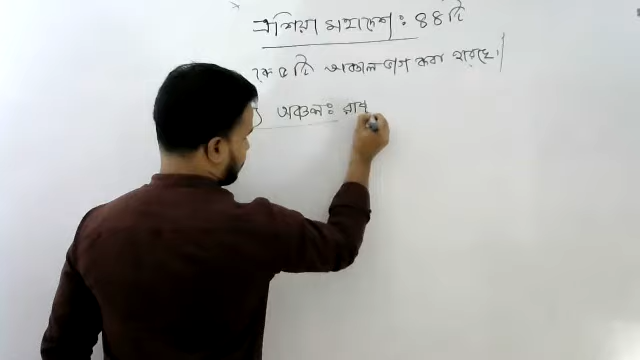 এশিয়া মহাদেশ: ৪৪টি
কে ৫টি অঞ্চলে ভাগ করা হয়েছে।
অঞ্চল: